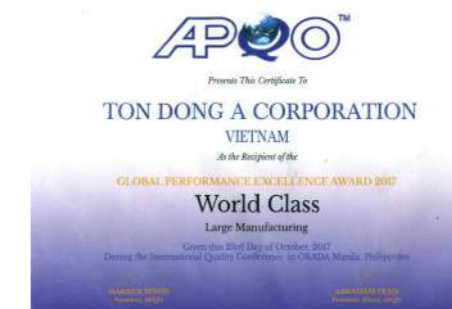 APQO™
Presents This Certificate To
TON DONG A CORPORATION
VIETNAM
As the Recipient of the
GLOBAL PERFORMANCE EXCELLENCE AWARD 2017
World Class
Large Manufacturing
Given this 23rd Day of October, 2017
During the International Quality Conference in OKADA Manila, Philippines